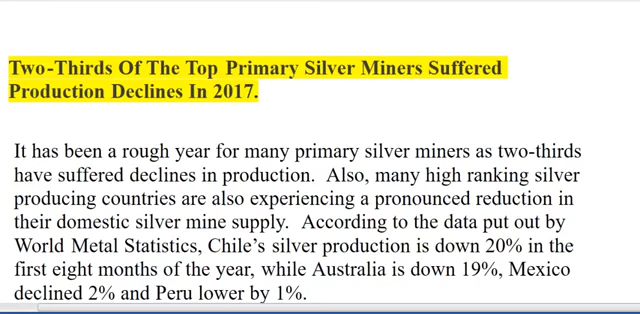 Two-Thirds Of The Top Primary Silver Miners Suffered
Production Declines In 2017.
It has been a rough year for many primary silver miners as two-thirds
have suffered declines in production.  Also, many high ranking silver
producing countries are also experiencing a pronounced reduction in
their domestic silver mine supply.  According to the data put out by
World Metal Statistics, Chile’s silver production is down 20% in the
first eight months of the year, while Australia is down 19%, Mexico
declined 2% and Peru lower by 1%.